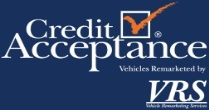 Credit
Acceptance®
Vehicles Remarketed by
VRS
Vehicle Remarketing Services